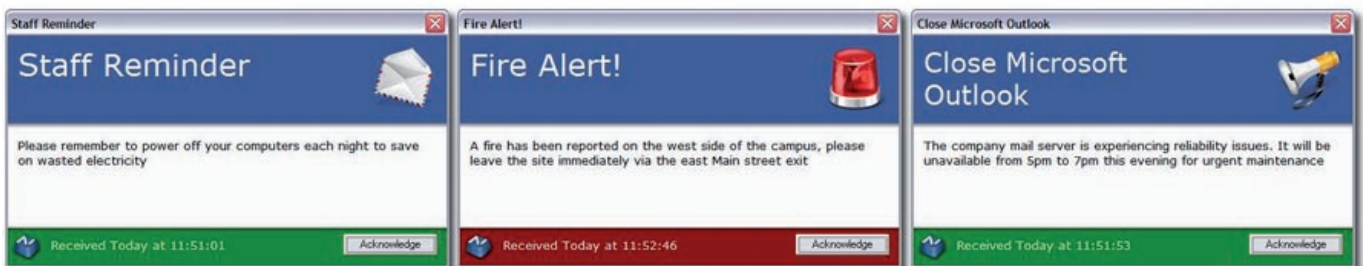 Staff Reminder
Staff Reminder
Please remember to power off your computers each night to save
on wasted electricity
Received Today at 11:51:01
Acknowledge
Fire Alert!
Fire Alert!
A fire has been reported on the west side of the campus, please
leave the site immediately via the east Main street exit
Received Today at 11:52:46
Acknowledge
Close Microsoft Outlook
Close Microsoft
Outlook
The company mail server is experiencing reliability issues. It will be
unavailable from 5pm to 7pm this evening for urgent maintenance
Received Today at 11:51:53
Acknowledge